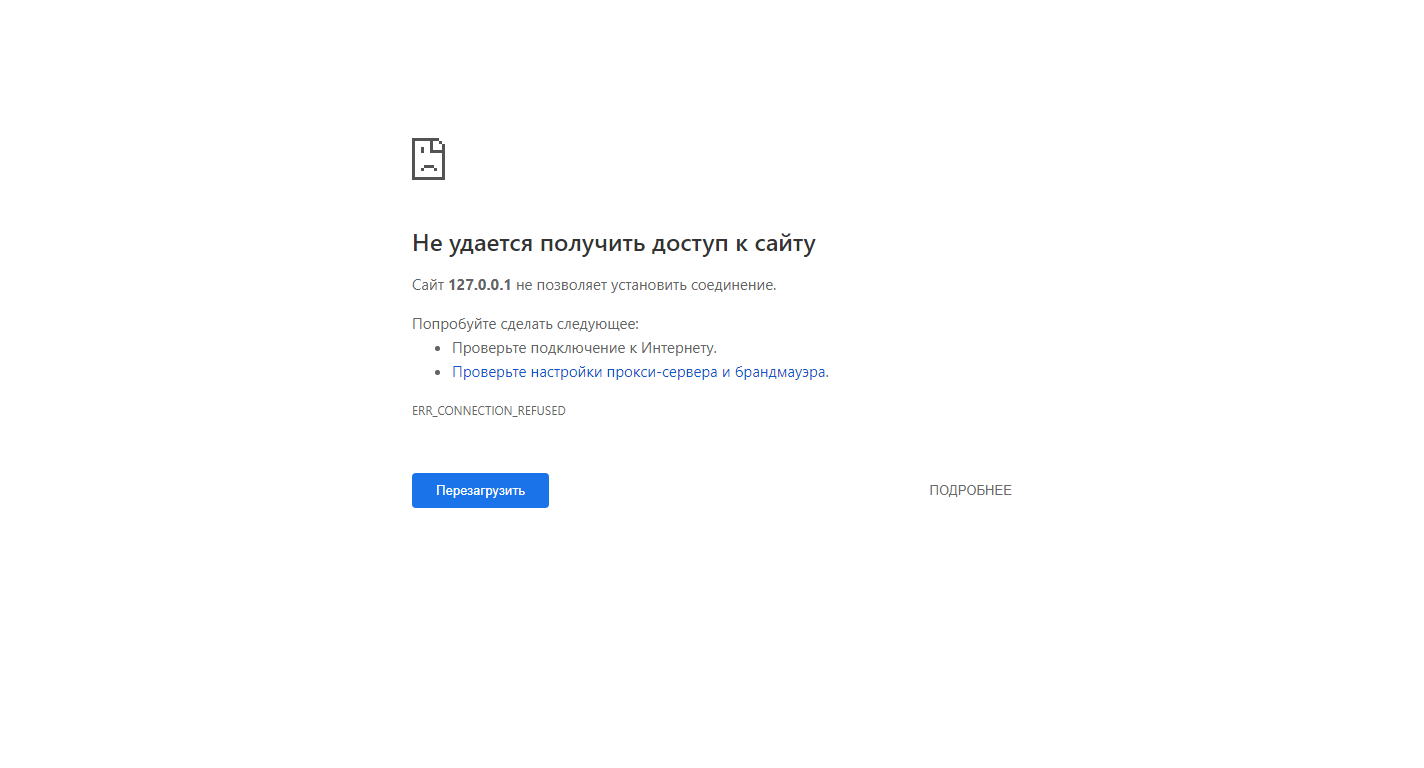 Не удается получить доступ к сайту
Сайт 127.0.0.1 не позволяет установить соединение.
Попробуйте сделать следующее:
Проверьте подключение к Интернету.
Проверьте настройки прокси-сервера и брандмауэра.
ERR_CONNECTION_REFUSED
Перезагрузить
ПОДРОБНЕЕ